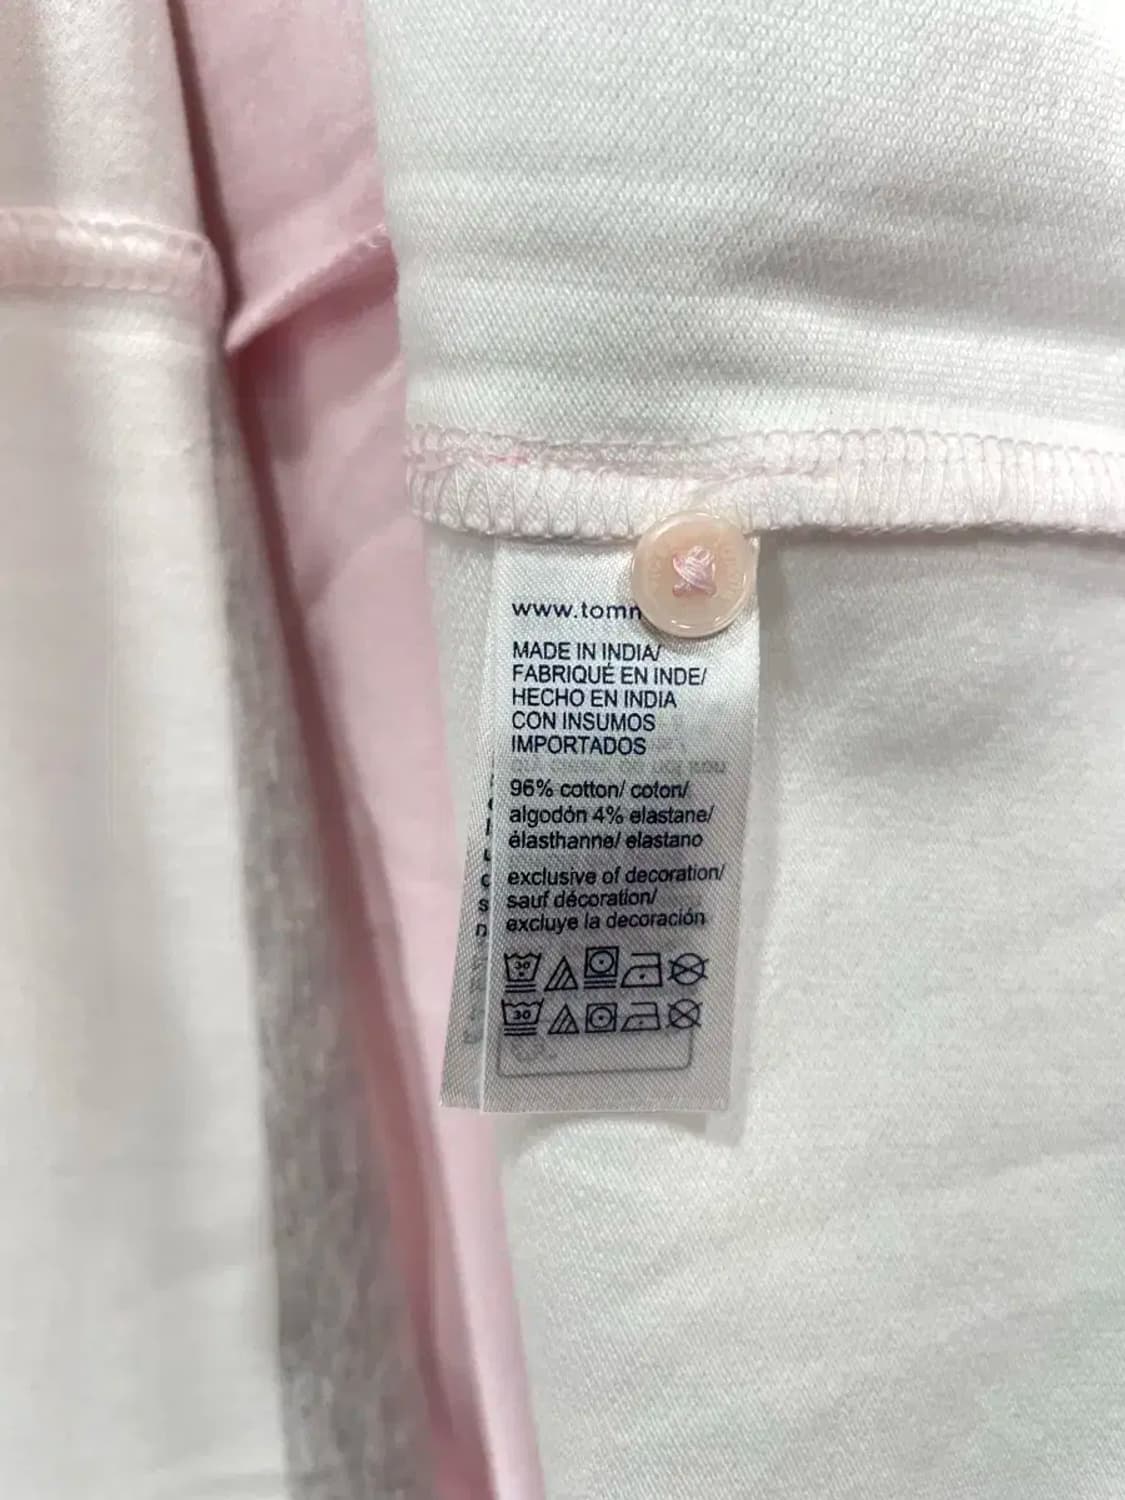 www.tomm
MADE IN INDIA/
FABRIQUÉ EN INDE/
HECHO EN INDIA
CON INSUMOS
IMPORTADOS
96% cotton/ coton/
algodón 4% elastane/
élasthanne/ elastano
exclusive of decoration/
sauf décoration/
excluye la decoración
30
30